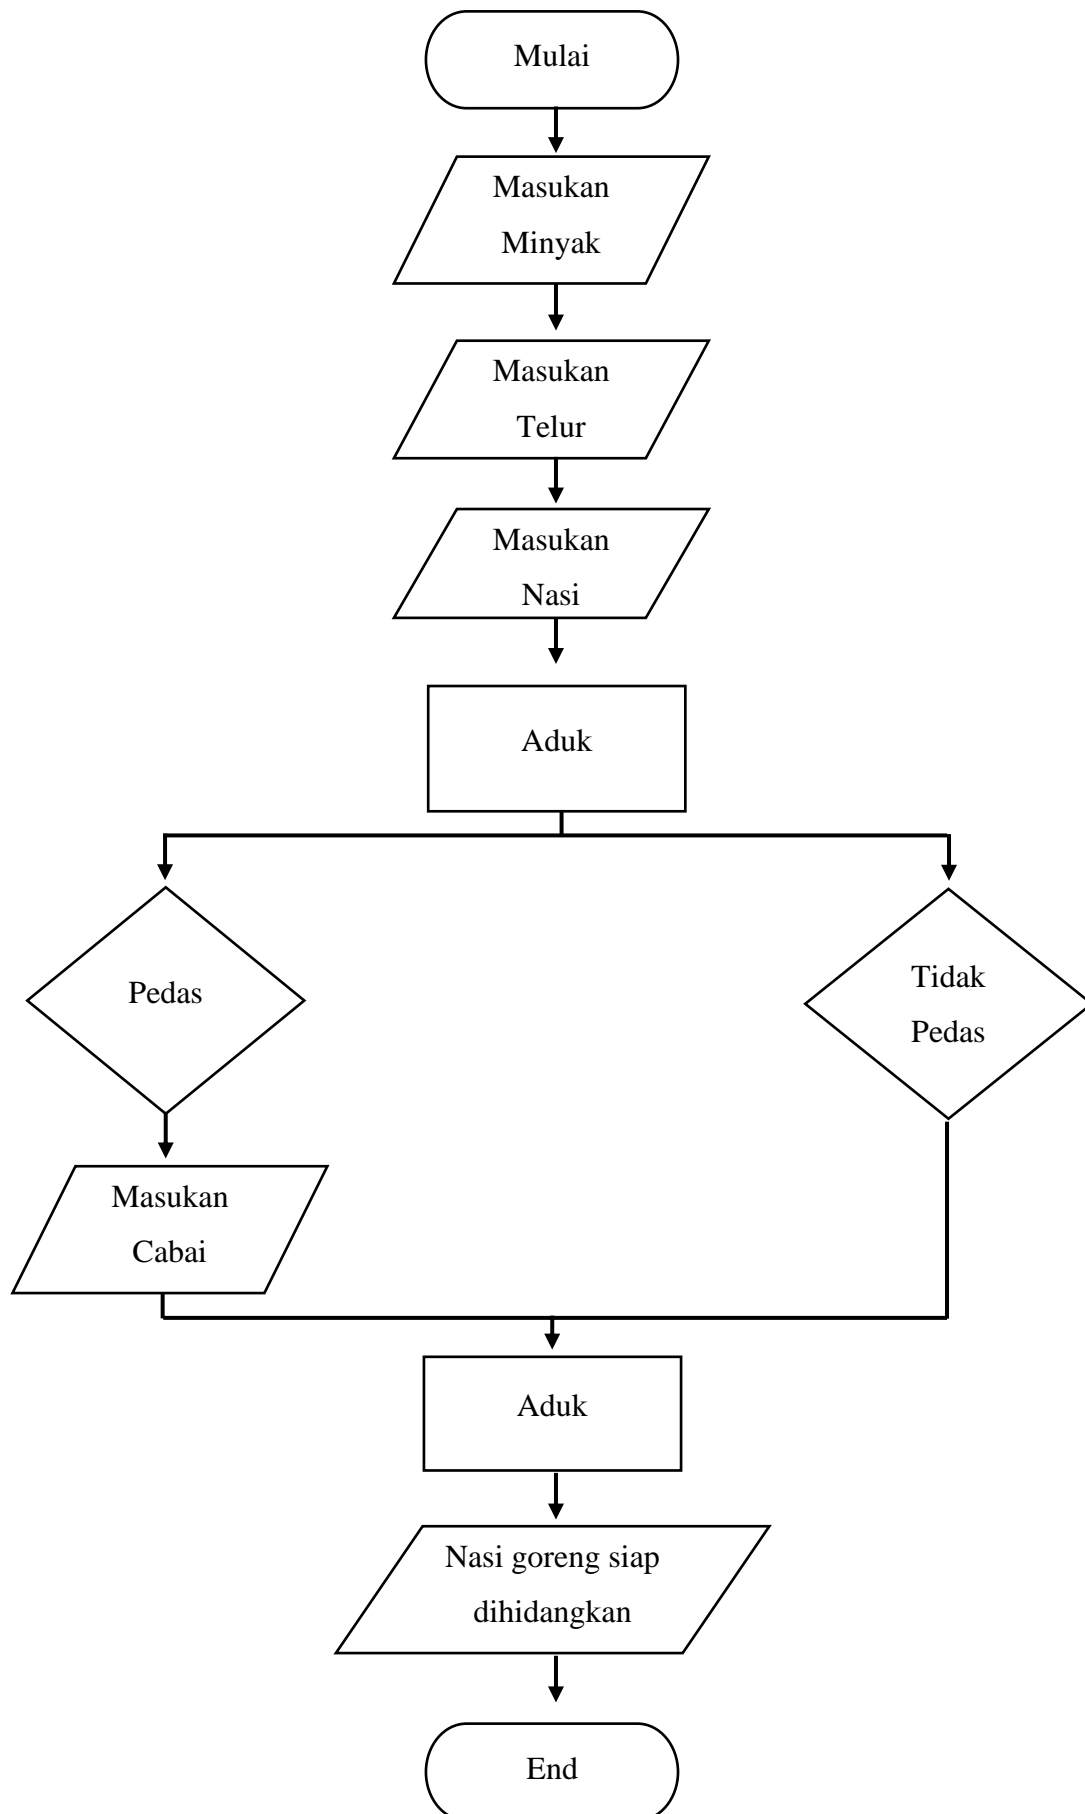 Mulai
Masukan
Minyak
Masukan
Telur
Masukan
Nasi
Aduk
Pedas
Tidak
Pedas
Masukan
Cabai
Aduk
Nasi goreng siap
dihidangkan
End